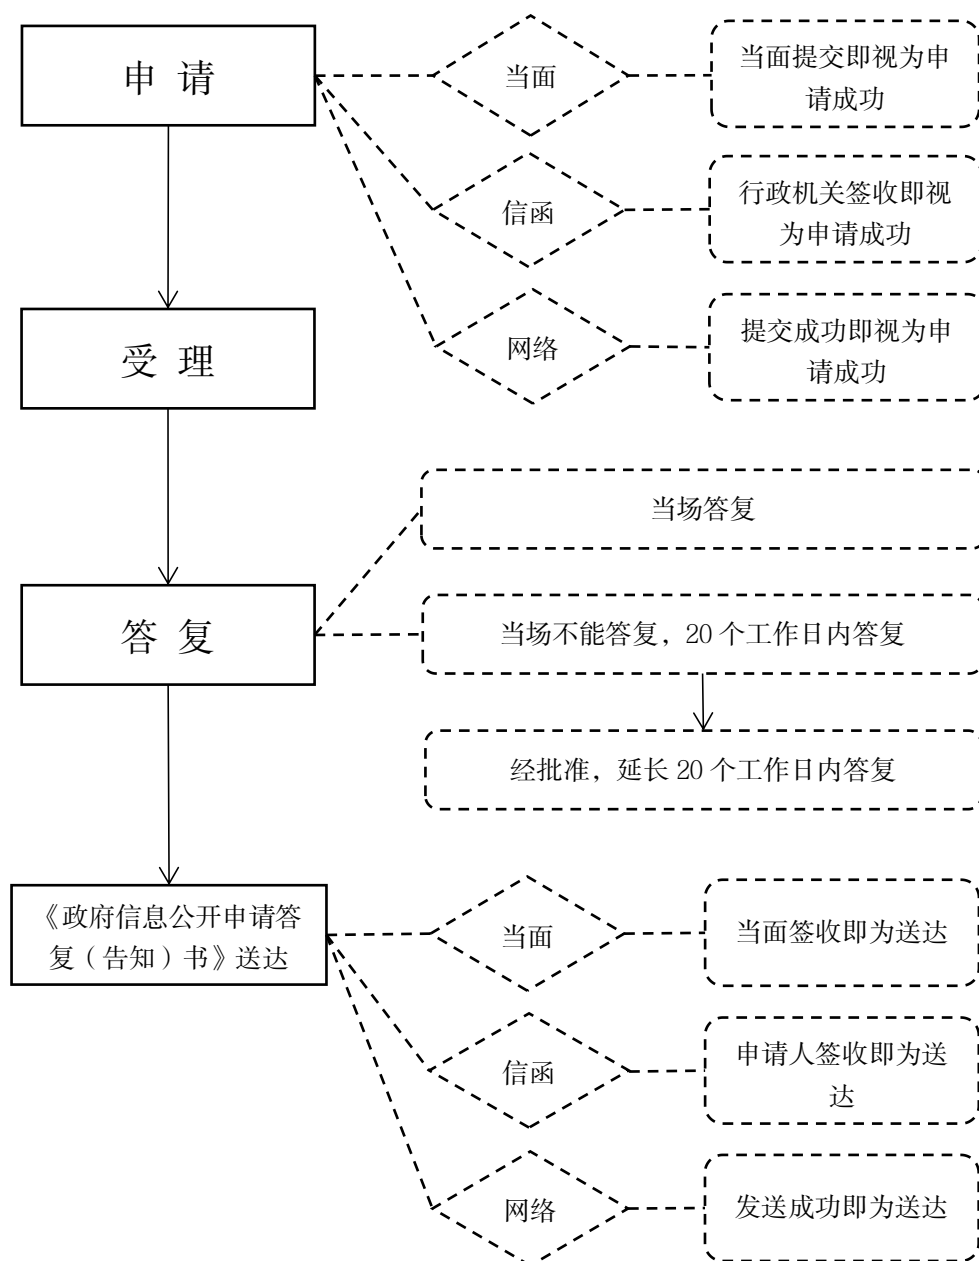 申 请
当面
当面提交即视为申
请成功
信函
行政机关签收即视
为申请成功
网络
提交成功即视为申
请成功
受 理
当场答复
答 复
当场不能答复，20 个工作日内答复
经批准，延长 20 个工作日内答复
《政府信息公开申请答
复（告知）书》送达
当面
当面签收即为送达
信函
申请人签收即为送
达
网络
发送成功即为送达